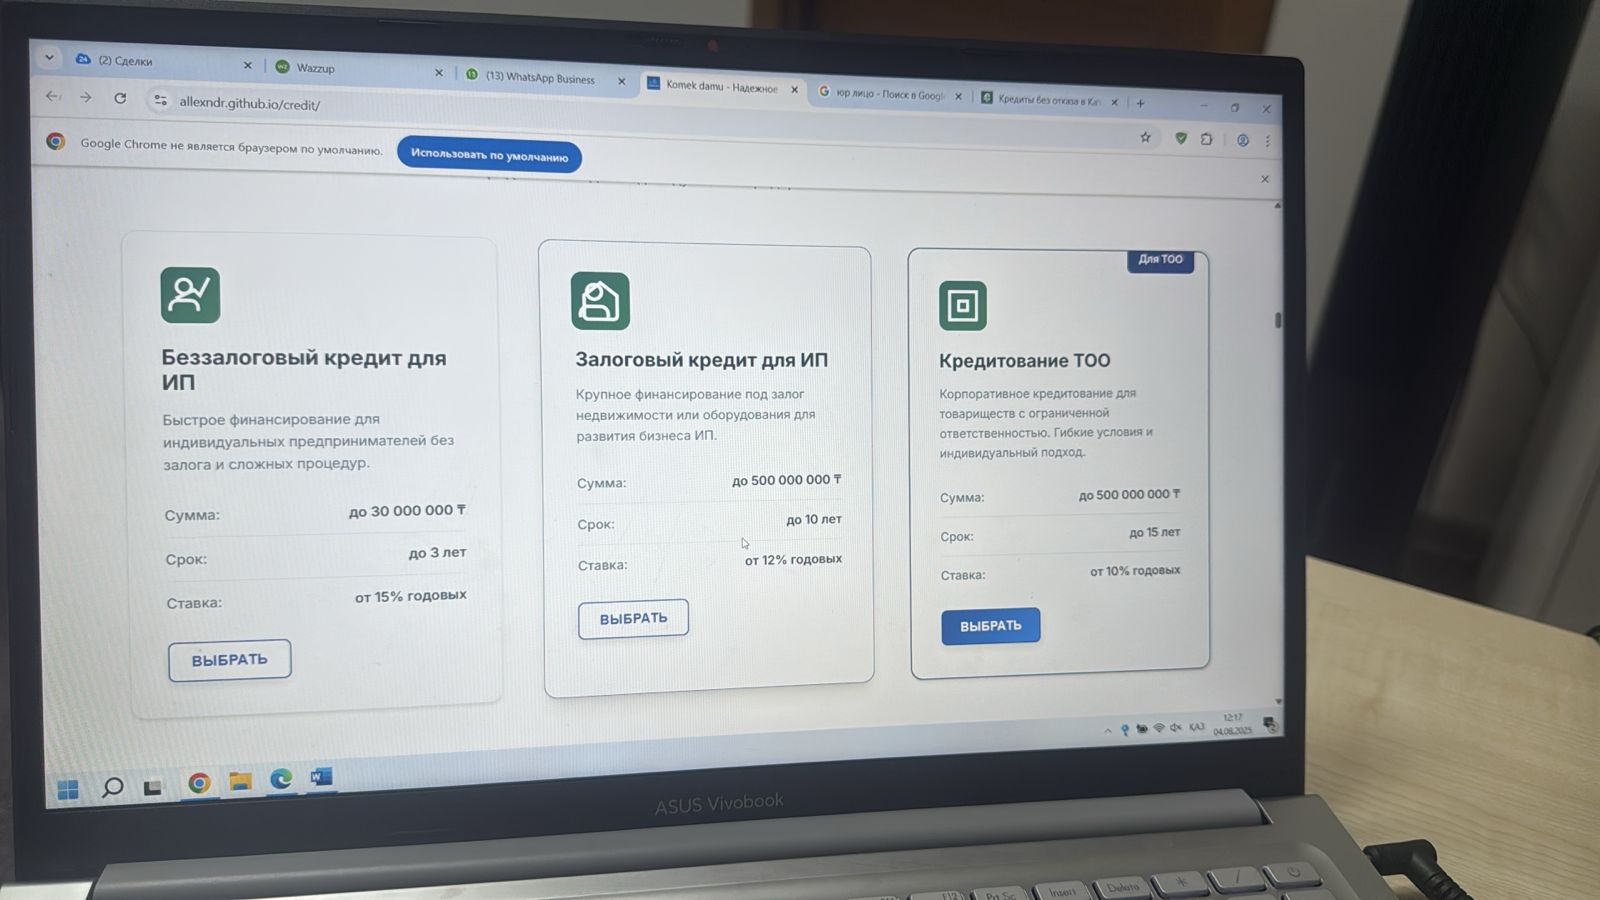 (2) Сделки
Wazzup
(13) WhatsApp Business
Komek damu - Надежное
юр лицо - Поиск в Google
Кредиты без отказа в Каз
allexndr.github.io/credit/
Google Chrome не является браузером по умолчанию.
Использовать по умолчанию
Беззалоговый кредит для
ИП
Быстрое финансирование для
индивидуальных предпринимателей без
залога и сложных процедур.
Сумма: до 30 000 000 ₸
Срок: до 3 лет
Ставка: от 15% годовых
ВЫБРАТЬ
Залоговый кредит для ИП
Крупное финансирование под залог
недвижимости или оборудования для
развития бизнеса ИП.
Сумма: до 500 000 000 ₸
Срок: до 10 лет
Ставка: от 12% годовых
ВЫБРАТЬ
Для ТОО
Кредитование ТОО
Корпоративное кредитование для
товариществ с ограниченной
ответственностью. Гибкие условия и
индивидуальный подход.
Сумма: до 500 000 000 ₸
Срок: до 15 лет
Ставка: от 10% годовых
ВЫБРАТЬ
ҚАЗ
12:17
04.08.2025
ASUS Vivobook
F12
Prt Sc
Insert
Delete
*
/